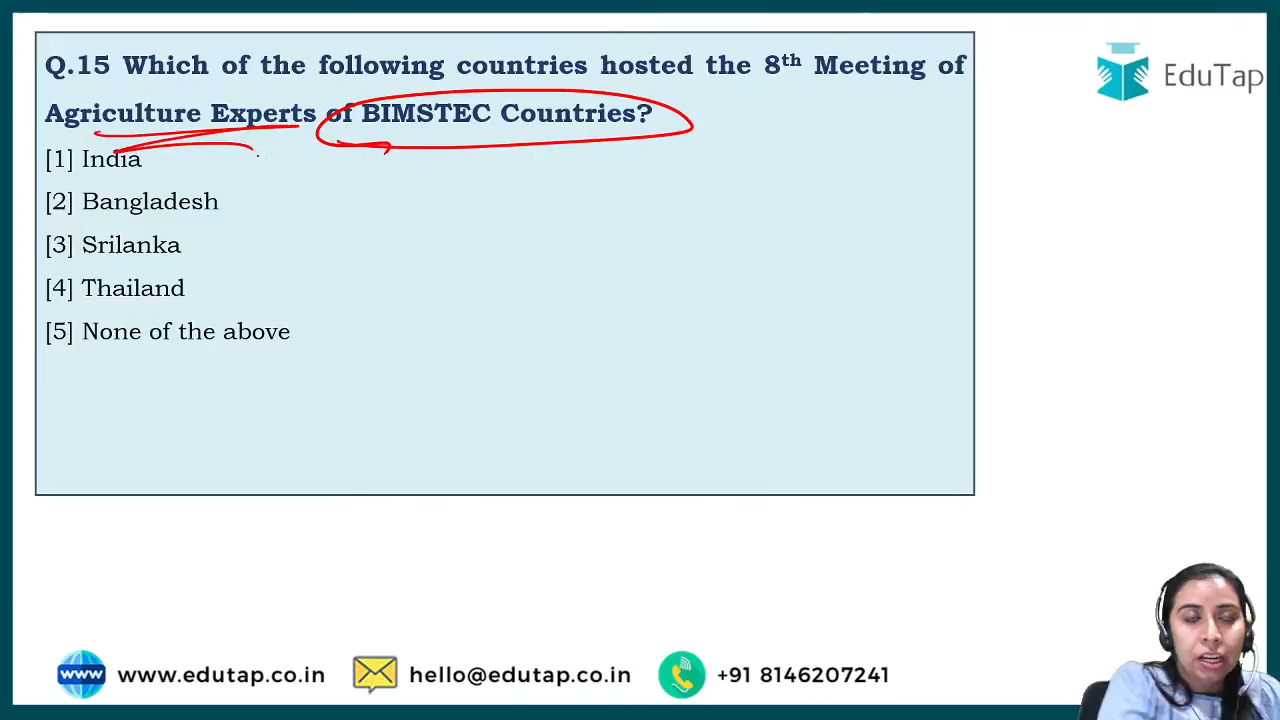 Q.15 Which of the following countries hosted the 8th Meeting of
Agriculture Experts of BIMSTEC Countries?
[1] India
[2] Bangladesh
[3] Srilanka
[4] Thailand
[5] None of the above
EduTap
www.edutap.co.in
hello@edutap.co.in
+91 8146207241